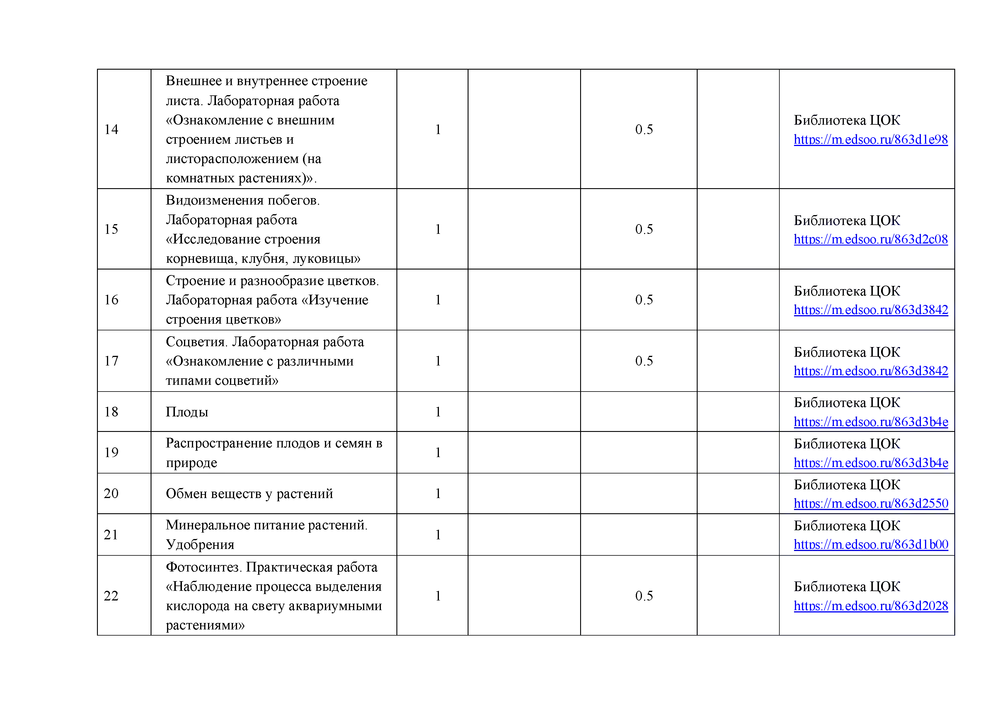 14
Внешнее и внутреннее строение
листа. Лабораторная работа
«Ознакомление с внешним
строением листьев и
листорасположением (на
комнатных растениях)».
1
0.5
Библиотека ЦОК
https://m.edsoo.ru/863d1e98
15
Видоизменения побегов.
Лабораторная работа
«Исследование строения
корневища, клубня, луковицы»
1
0.5
Библиотека ЦОК
https://m.edsoo.ru/863d2c08
16
Строение и разнообразие цветков.
Лабораторная работа «Изучение
строения цветков»
1
0.5
Библиотека ЦОК
https://m.edsoo.ru/863d3842
17
Соцветия. Лабораторная работа
«Ознакомление с различными
типами соцветий»
1
0.5
Библиотека ЦОК
https://m.edsoo.ru/863d3842
18
Плоды
1
Библиотека ЦОК
https://m.edsoo.ru/863d3b4e
19
Распространение плодов и семян в
природе
1
Библиотека ЦОК
https://m.edsoo.ru/863d3b4e
20
Обмен веществ у растений
1
Библиотека ЦОК
https://m.edsoo.ru/863d2550
21
Минеральное питание растений.
Удобрения
1
Библиотека ЦОК
https://m.edsoo.ru/863d1b00
22
Фотосинтез. Практическая работа
«Наблюдение процесса выделения
кислорода на свету аквариумными
растениями»
1
0.5
Библиотека ЦОК
https://m.edsoo.ru/863d2028